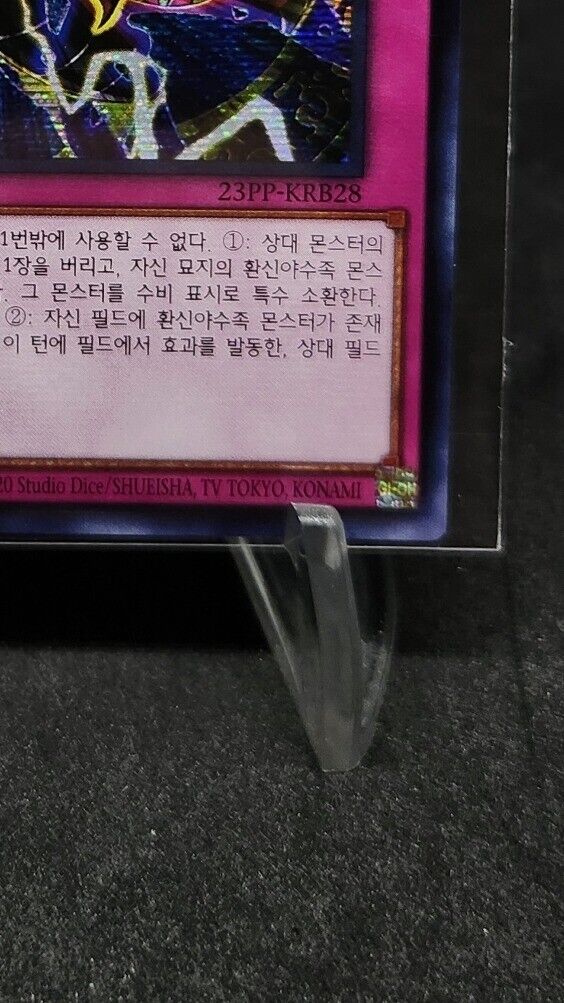 23PP-KRB28
1번밖에 사용할 수 없다. ①: 상대 몬스터의
1장을 버리고, 자신 묘지의 환신야수족 몬스
그 몬스터를 수비 표시로 특수 소환한다.
②: 자신 필드에 환신야수족 몬스터가 존재
이 턴에 필드에서 효과를 발동한, 상대 필드
20 Studio Dice/SHUEISHA, TV TOKYO, KONAMI